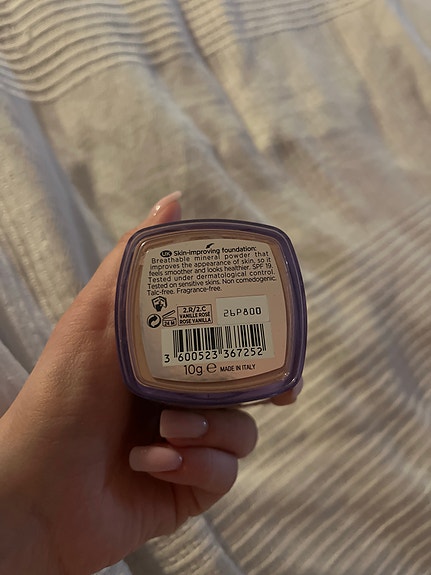 UK Skin-improving foundation:
Breathable mineral powder that
improves the appearance of skin, so it
feels smoother and looks healthier. SPF 19
Tested under dermatological control.
Tested on sensitive skins. Non comedogenic.
Talc-free. Fragrance-free.
24 M
2.R/2.C
VANILLE ROSÉ
ROSE VANILLA
26P800
3 600523 367252
10g e MADE IN ITALY